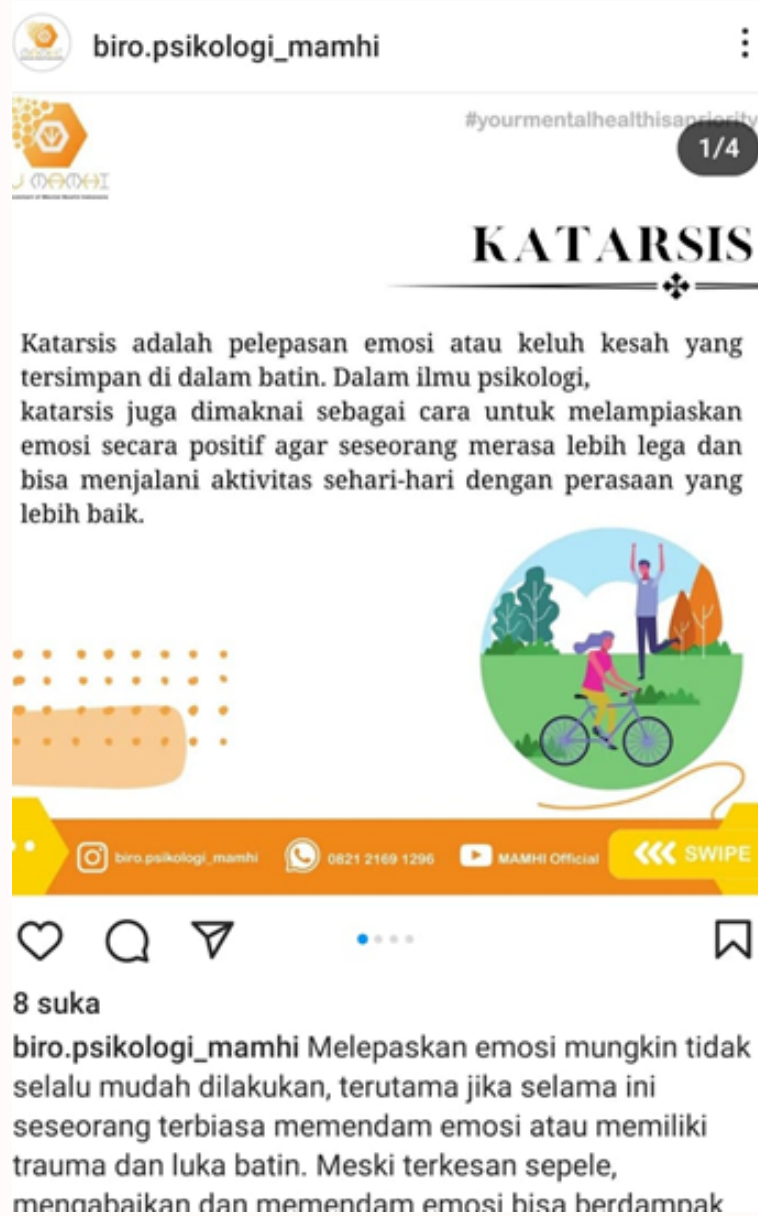 biro.psikologi_mamhi
#yourmentalhealthisapriority
1/4
MAMHI
KATARSIS
Katarsis adalah pelepasan emosi atau keluh kesah yang
tersimpan di dalam batin. Dalam ilmu psikologi,
katarsis juga dimaknai sebagai cara untuk melampiaskan
emosi secara positif agar seseorang merasa lebih lega dan
bisa menjalani aktivitas sehari-hari dengan perasaan yang
lebih baik.
biro.psikologi_mamhi
0821 2169 1296
MAMHI Official
SWIPE
8 suka
biro.psikologi_mamhi Melepaskan emosi mungkin tidak
selalu mudah dilakukan, terutama jika selama ini
seseorang terbiasa memendam emosi atau memiliki
trauma dan luka batin. Meski terkesan sepele,
mengabaikan dan memendam emosi bisa berdampak